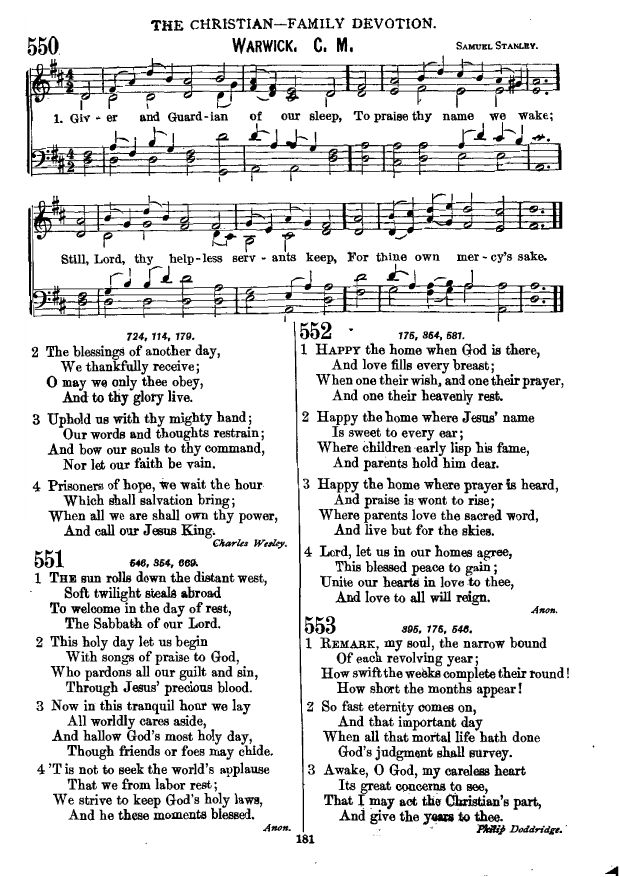 THE CHRISTIAN—FAMILY DEVOTION.
550
WARWICK. C. M.
SAMUEL STANLEY.
1. Giv - er and Guard-ian of our sleep, To praise thy name we wake;
Still, Lord, thy help-less serv - ants keep, For thine own mer - cy's sake.
724, 114, 179.
2 The blessings of another day,
We thankfully receive;
O may we only thee obey,
And to thy glory live.
3 Uphold us with thy mighty hand;
Our words and thoughts restrain;
And bow our souls to thy command,
Nor let our faith be vain.
4 Prisoners of hope, we wait the hour
Which shall salvation bring;
When all we are shall own thy power,
And call our Jesus King.
Charles Wesley.
551
546, 354, 669.
1 THE sun rolls down the distant west,
Soft twilight steals abroad
To welcome in the day of rest,
The Sabbath of our Lord.
2 This holy day let us begin
With songs of praise to God,
Who pardons all our guilt and sin,
Through Jesus' precious blood.
3 Now in this tranquil hour we lay
All worldly cares aside,
And hallow God's most holy day,
Though friends or foes may chide.
4 'T is not to seek the world's applause
That we from labor rest;
We strive to keep God's holy laws,
And he these moments blessed.
Anon.
552
175, 354, 581.
1 HAPPY the home when God is there,
And love fills every breast;
When one their wish, and one their prayer,
And one their heavenly rest.
2 Happy the home where Jesus' name
Is sweet to every ear;
Where children early lisp his fame,
And parents hold him dear.
3 Happy the home where prayer is heard,
And praise is wont to rise;
Where parents love the sacred word,
And live but for the skies.
4 Lord, let us in our homes agree,
This blessed peace to gain;
Unite our hearts in love to thee,
And love to all will reign.
Anon.
553
395, 175, 546.
1 REMARK, my soul, the narrow bound
Of each revolving year;
How swift the weeks complete their round!
How short the months appear!
2 So fast eternity comes on,
And that important day
When all that mortal life hath done
God's judgment shall survey.
3 Awake, O God, my careless heart
Its great concerns to see,
That I may act the Christian's part,
And give the years to thee.
Philip Doddridge.
181